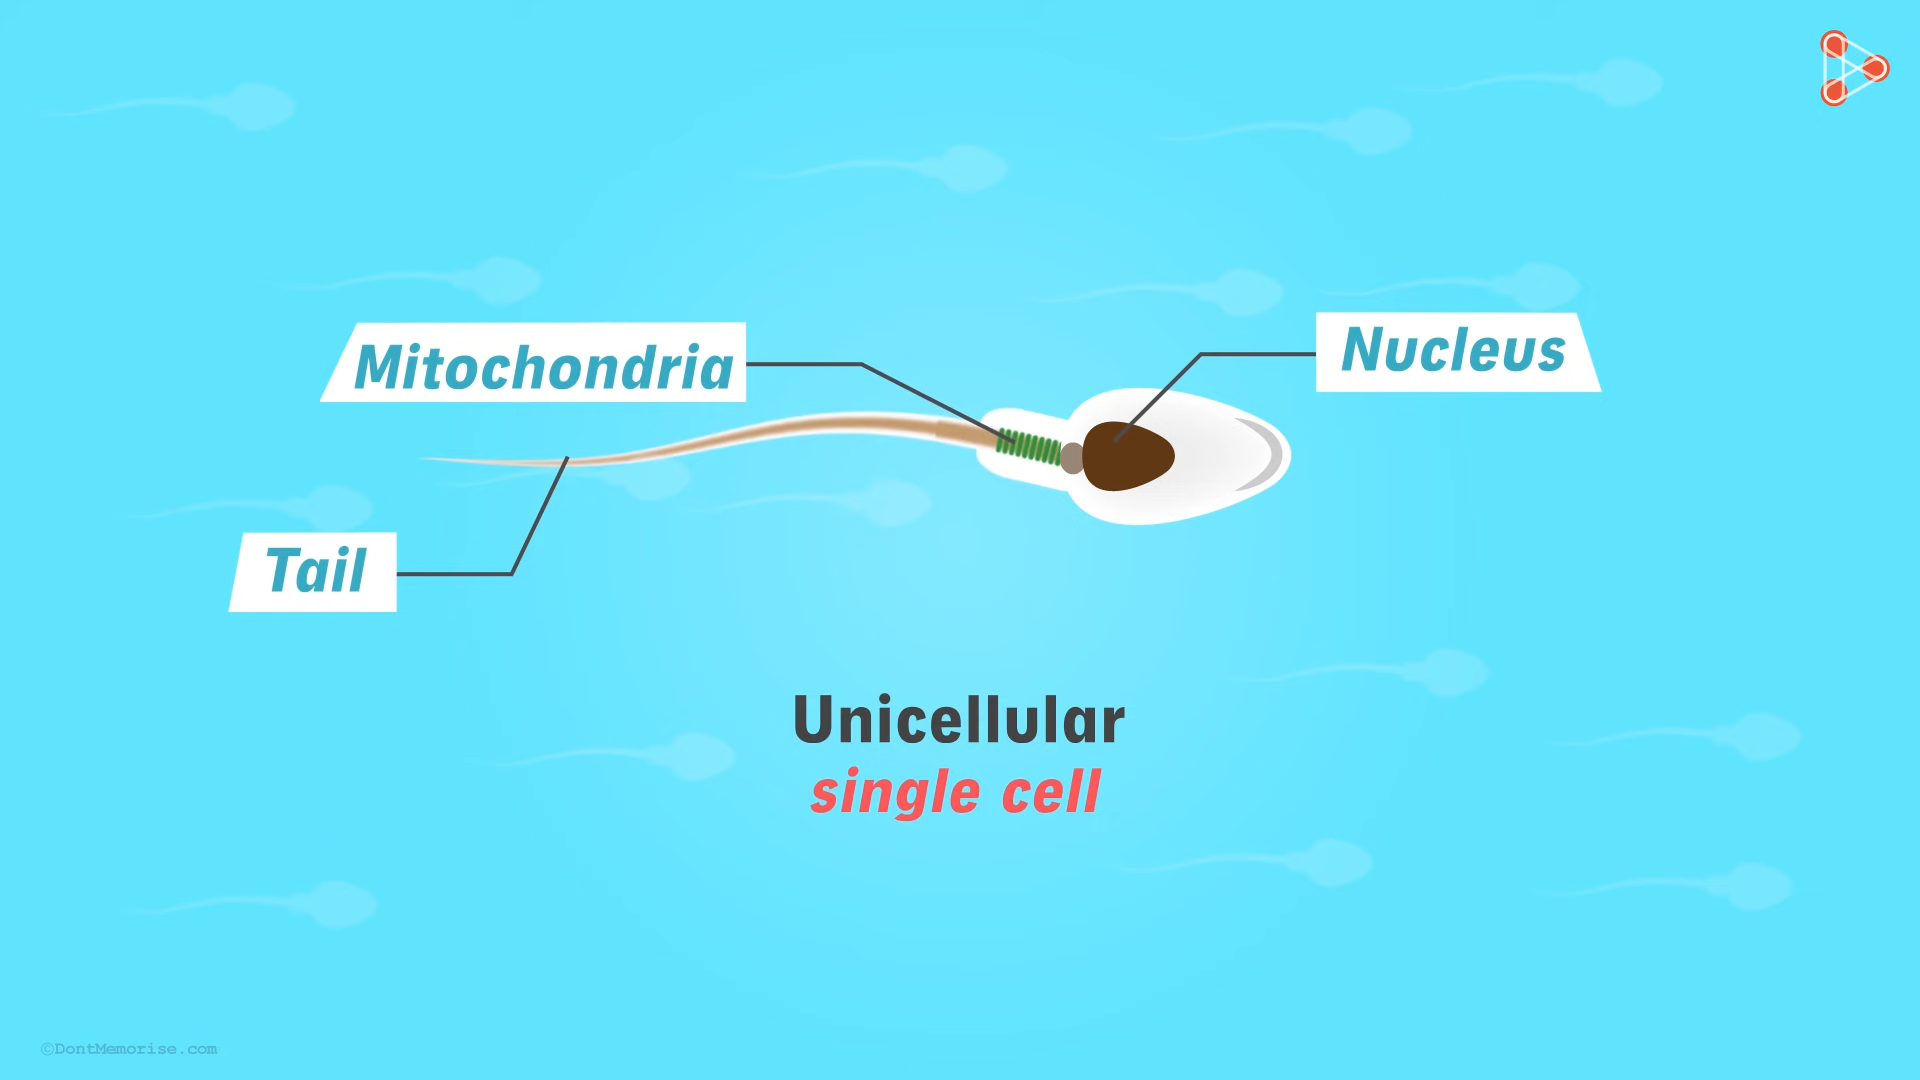 Nucleus
Mitochondria
Tail
Unicellular
single cell
©DontMemorise.com